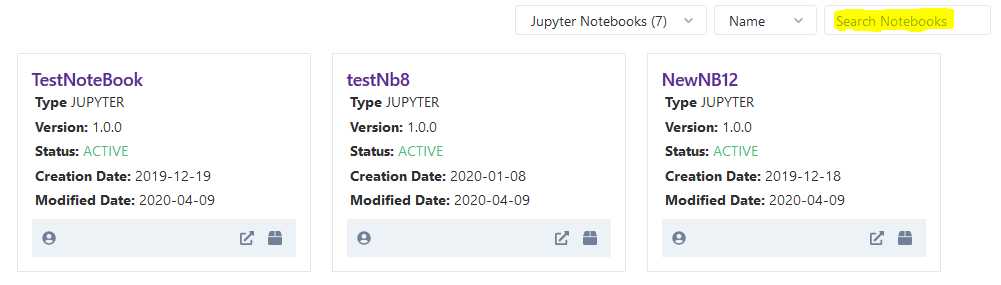 Jupyter Notebooks (7) Name Search Notebooks
TestNoteBook
Type JUPYTER
Version: 1.0.0
Status: ACTIVE
Creation Date: 2019-12-19
Modified Date: 2020-04-09
testNb8
Type JUPYTER
Version: 1.0.0
Status: ACTIVE
Creation Date: 2020-01-08
Modified Date: 2020-04-09
NewNB12
Type JUPYTER
Version: 1.0.0
Status: ACTIVE
Creation Date: 2019-12-18
Modified Date: 2020-04-09